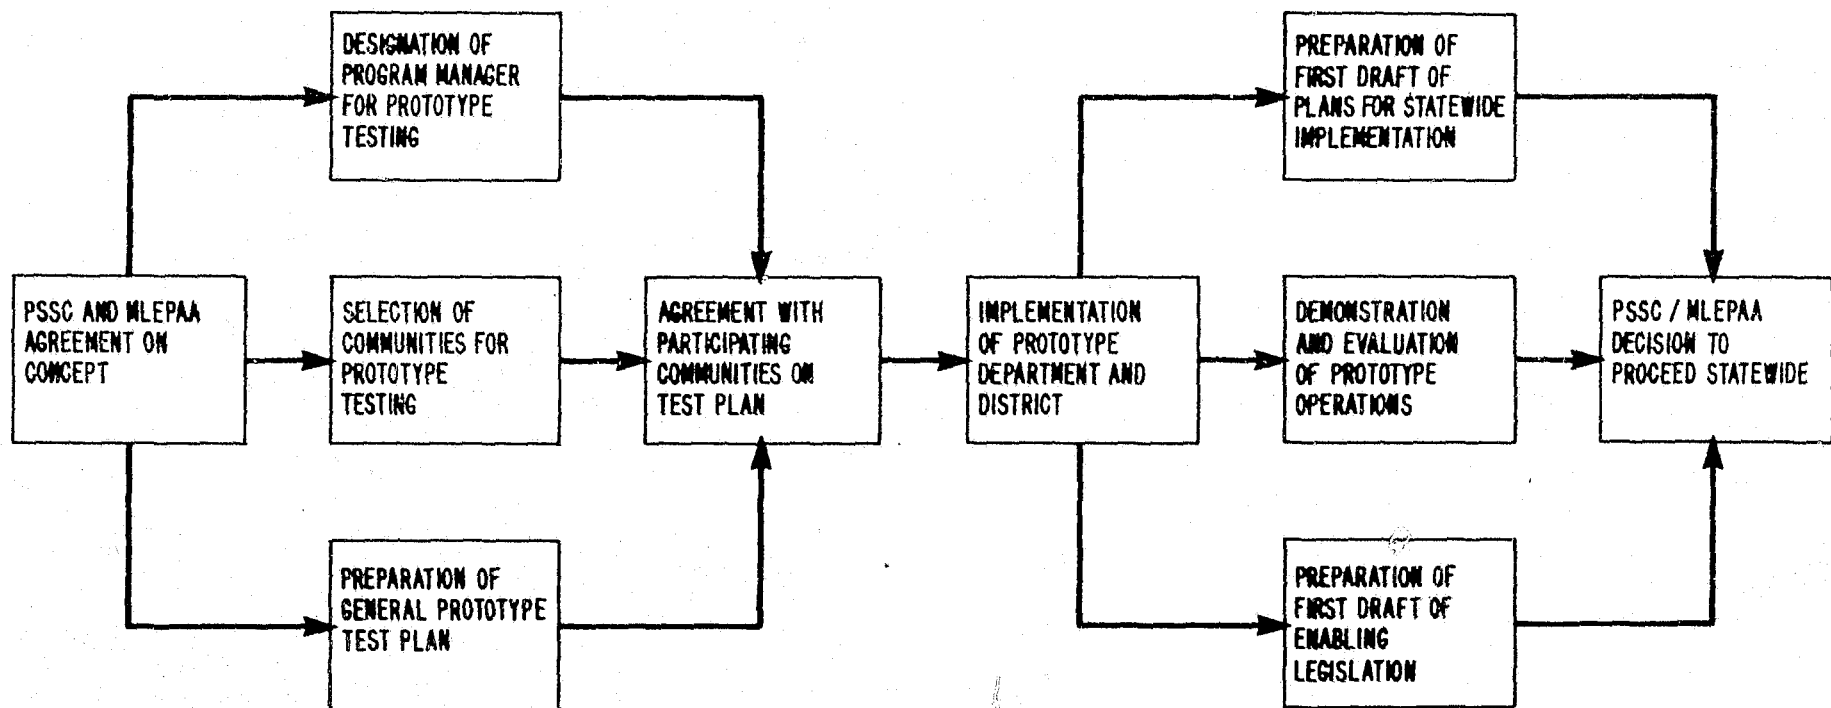 DESIGNATION OF
PROGRAM MANAGER
FOR PROTOTYPE
TESTING
PREPARATION OF
FIRST DRAFT OF
PLANS FOR STATEWIDE
IMPLEMENTATION
PSSC AND MLEPAA
AGREEMENT ON
CONCEPT
SELECTION OF
COMMUNITIES FOR
PROTOTYPE
TESTING
AGREEMENT WITH
PARTICIPATING
COMMUNITIES ON
TEST PLAN
IMPLEMENTATION
OF PROTOTYPE
DEPARTMENT AND
DISTRICT
DEMONSTRATION
AND EVALUATION
OF PROTOTYPE
OPERATIONS
PSSC / MLEPAA
DECISION TO
PROCEED STATEWIDE
PREPARATION OF
GENERAL PROTOTYPE
TEST PLAN
PREPARATION OF
FIRST DRAFT OF
ENABLING
LEGISLATION